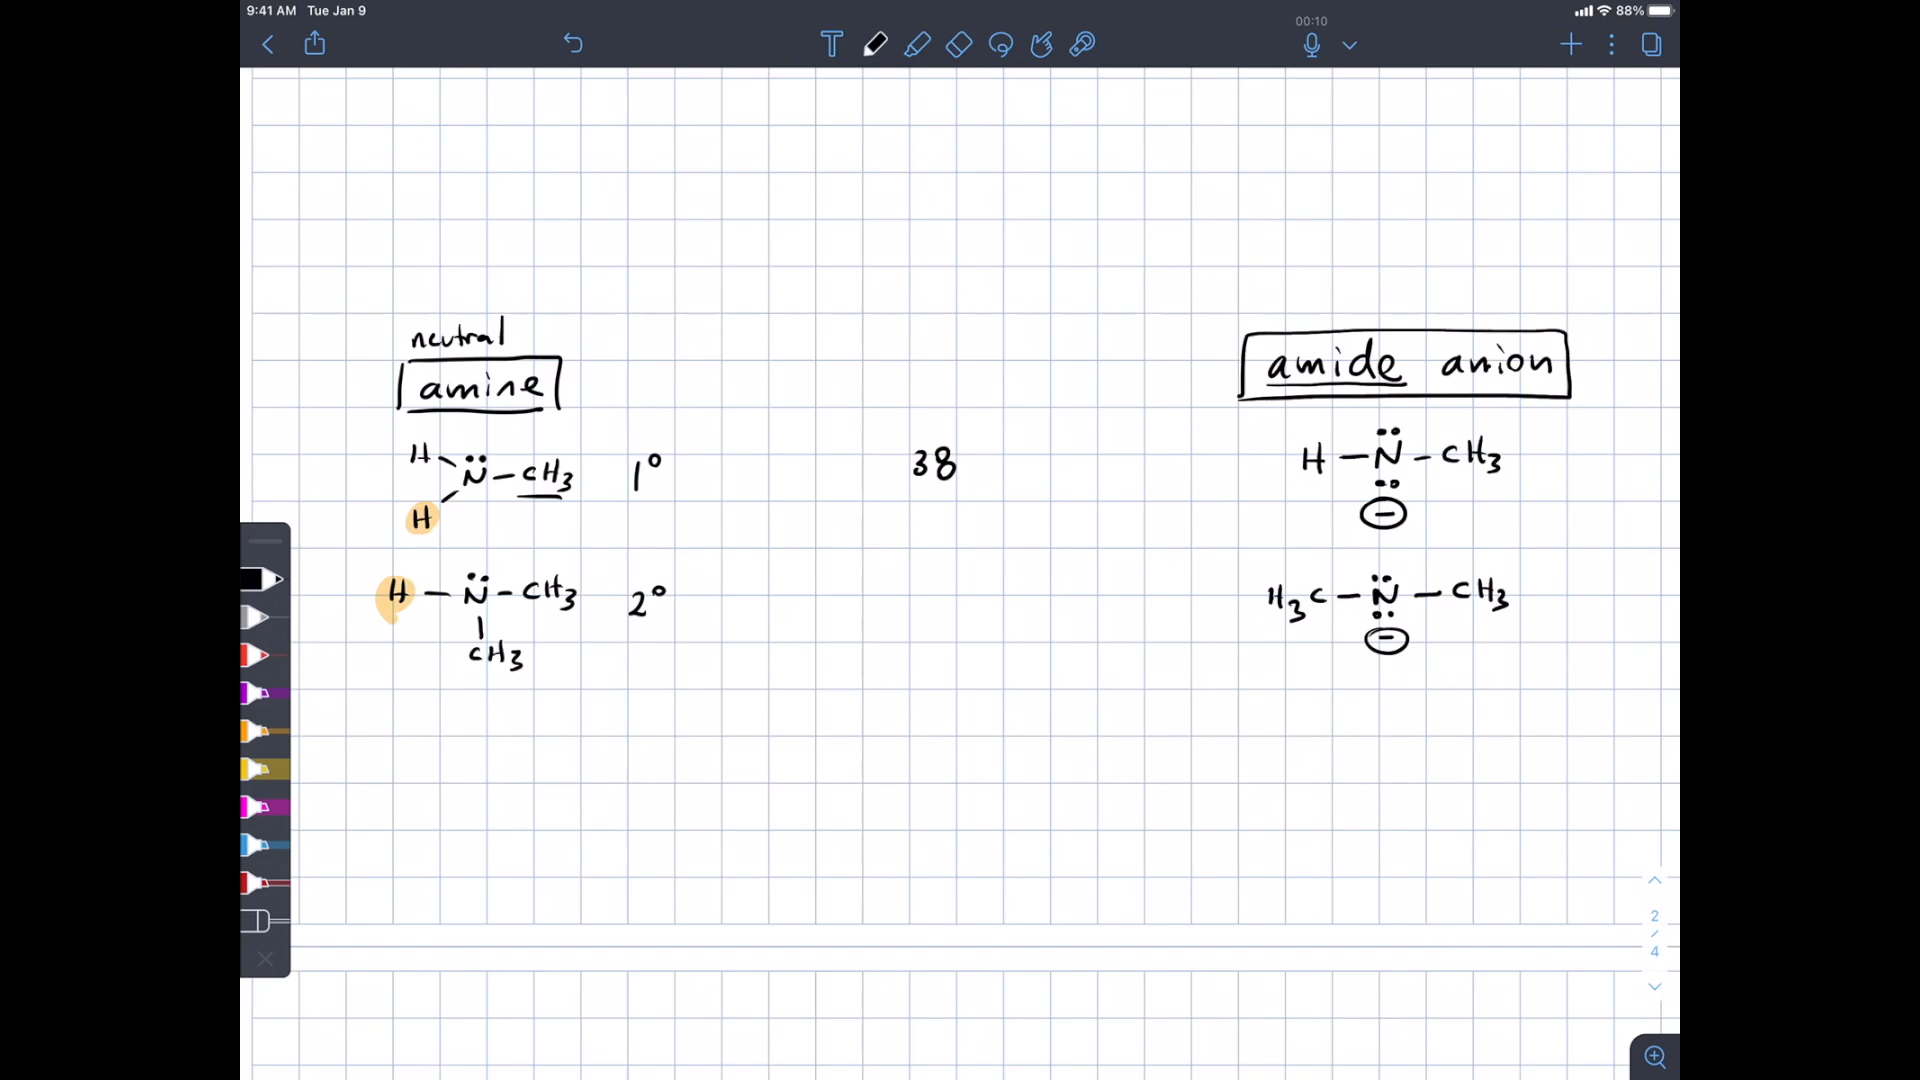 9:41 AM Tue Jan 9
88%
00:10
neutral
amine
amide anion
H
N̈ - CH₃ 1°
H
38
H - N̈ - CH₃
⊖
H - N̈ - CH₃ 2°
CH₃
H₃C - N̈ - CH₃
⊖
2
/
4